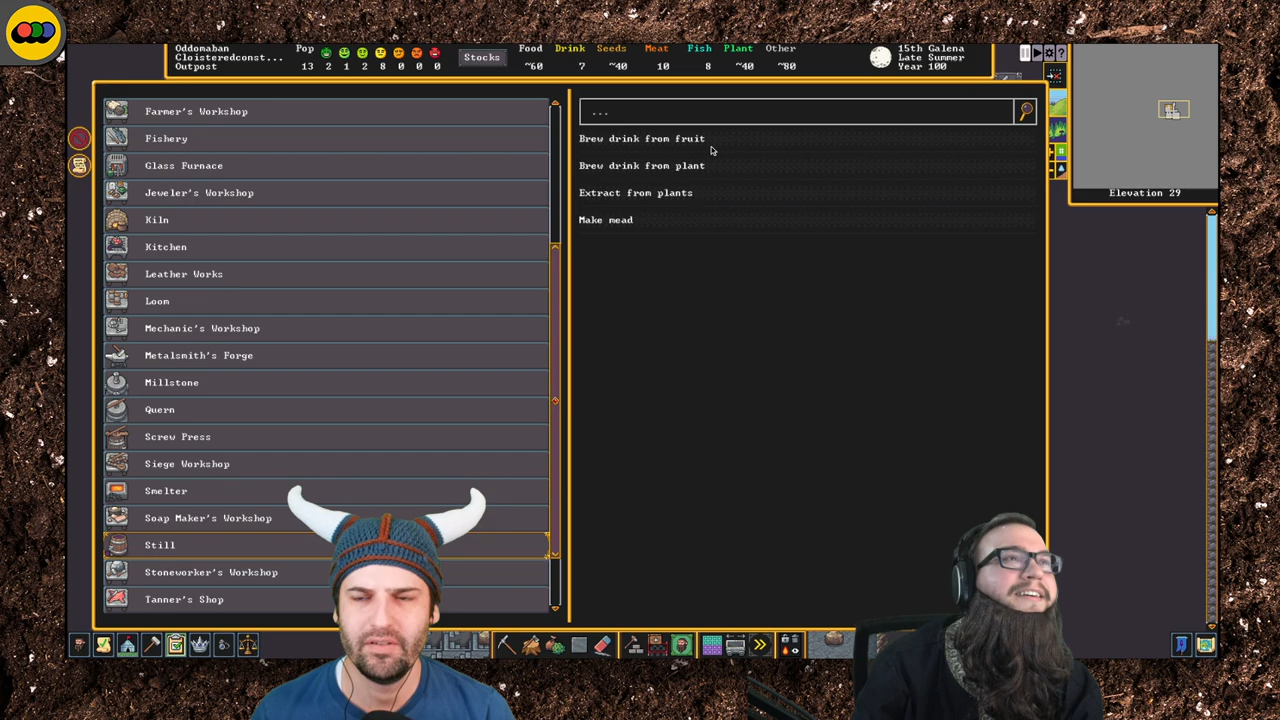 Oddomahan
Cloisteredconst...
Outpost
Pop
13 2 1 2 8 0 0 0
Stocks
Food Drink Seeds Meat Fish Plant Other
~60 7 ~40 10 8 ~40 ~80
15th Galena
Late Summer
Year 100
Elevation 29
Farmer's Workshop
Fishery
Glass Furnace
Jeweler's Workshop
Kiln
Kitchen
Leather Works
Loom
Mechanic's Workshop
Metalsmith's Forge
Millstone
Quern
Screw Press
Siege Workshop
Smelter
Soap Maker's Workshop
Still
Stoneworker's Workshop
Tanner's Shop
...
Brew drink from fruit
Brew drink from plant
Extract from plants
Make mead